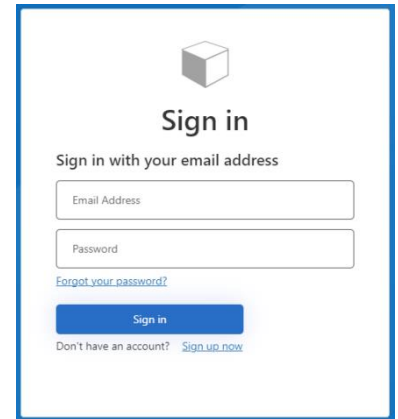 Sign in
Sign in with your email address
Email Address
Password
Forgot your password?
Sign in
Don't have an account? Sign up now